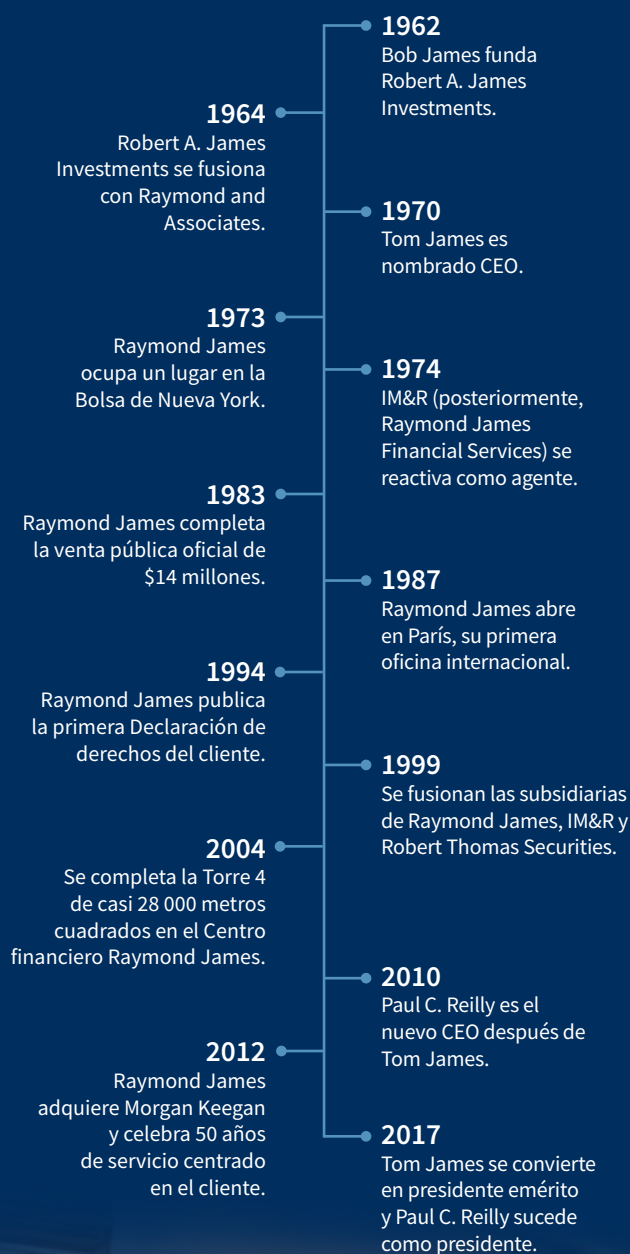 1962
Bob James funda
Robert A. James
Investments.
1964
Robert A. James
Investments se fusiona
con Raymond and
Associates.
1970
Tom James es
nombrado CEO.
1973
Raymond James
ocupa un lugar en la
Bolsa de Nueva York.
1974
IM&R (posteriormente,
Raymond James
Financial Services) se
reactiva como agente.
1983
Raymond James completa
la venta pública oficial de
$14 millones.
1987
Raymond James abre
en París, su primera
oficina internacional.
1994
Raymond James publica
la primera Declaración de
derechos del cliente.
1999
Se fusionan las subsidiarias
de Raymond James, IM&R y
Robert Thomas Securities.
2004
Se completa la Torre 4
de casi 28 000 metros
cuadrados en el Centro
financiero Raymond James.
2010
Paul C. Reilly es el
nuevo CEO después de
Tom James.
2012
Raymond James
adquiere Morgan Keegan
y celebra 50 años
de servicio centrado
en el cliente.
2017
Tom James se convierte
en presidente emérito
y Paul C. Reilly sucede
como presidente.